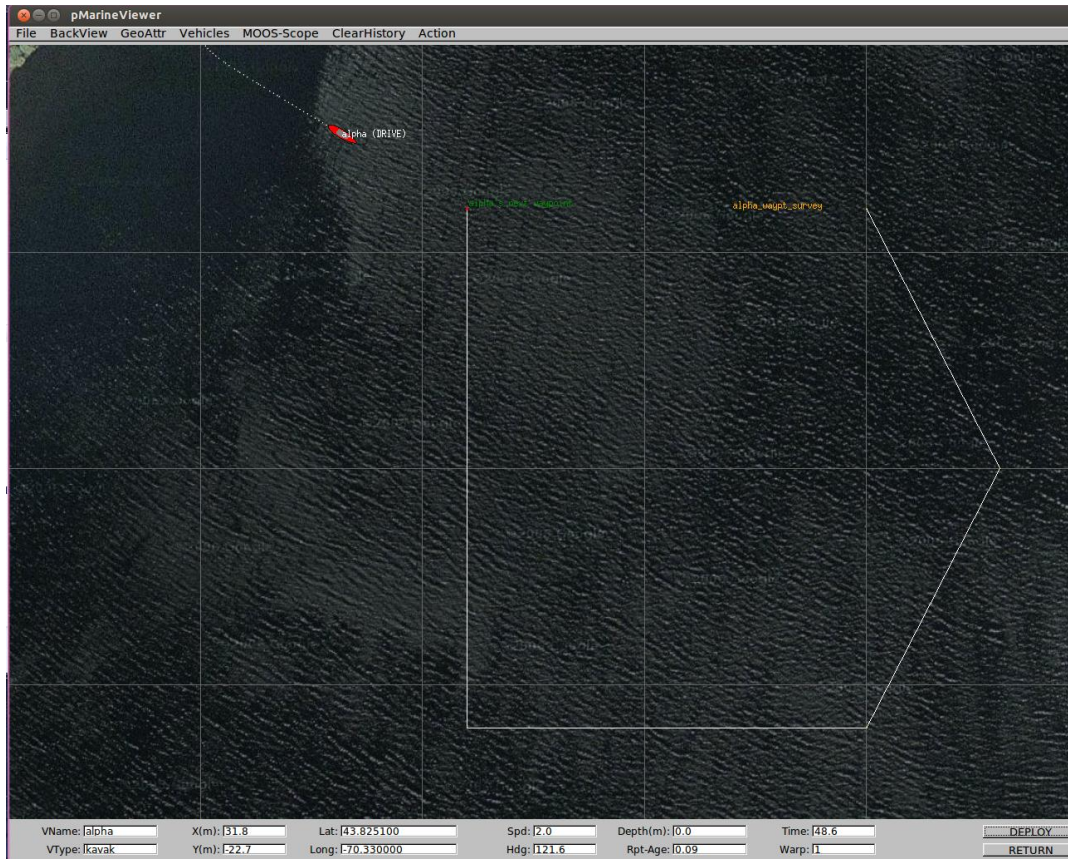 pMarineViewer
File BackView GeoAttr Vehicles MOOS-Scope ClearHistory Action
alpha (DRIVE)
alpha's next waypoint
alpha_waypt_survey
VName: alpha X(m): 31.8 Lat: 43.825100 Spd: 2.0 Depth(m): 0.0 Time: 48.6 DEPLOY
VType: kayak Y(m): -22.7 Long: -70.330000 Hdg: 121.6 Rpt-Age: 0.09 Warp: 1 RETURN